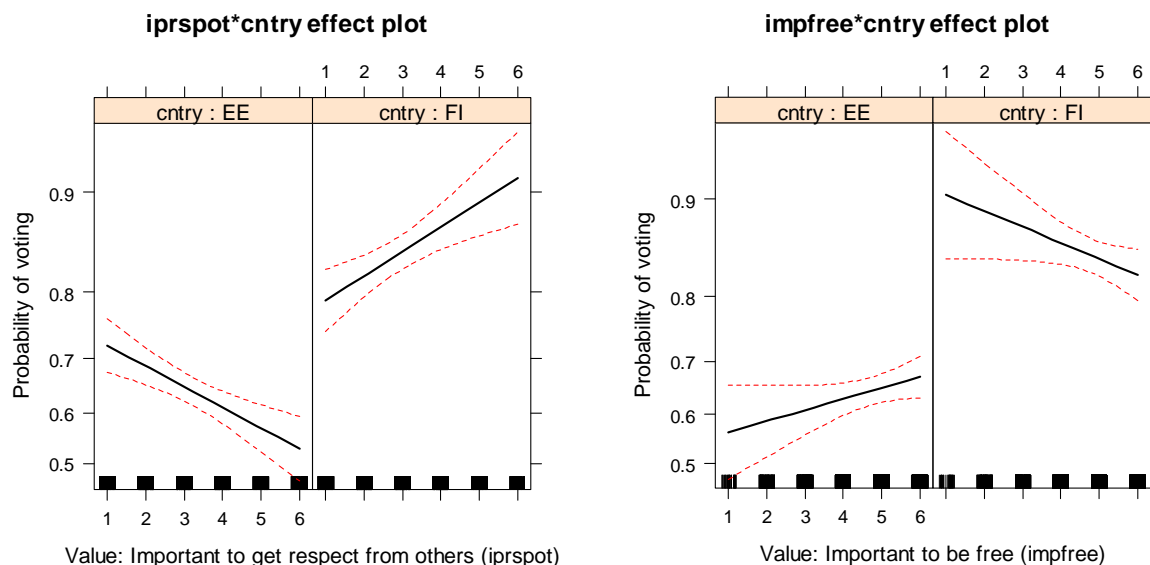 iprspot*cntry effect plot
1 2 3 4 5 6
cntry : EE cntry : FI
Probability of voting
0.9
0.8
0.7
0.6
0.5
1 2 3 4 5 6
Value: Important to get respect from others (iprspot)
impfree*cntry effect plot
1 2 3 4 5 6
cntry : EE cntry : FI
Probability of voting
0.9
0.8
0.7
0.6
0.5
1 2 3 4 5 6
Value: Important to be free (impfree)